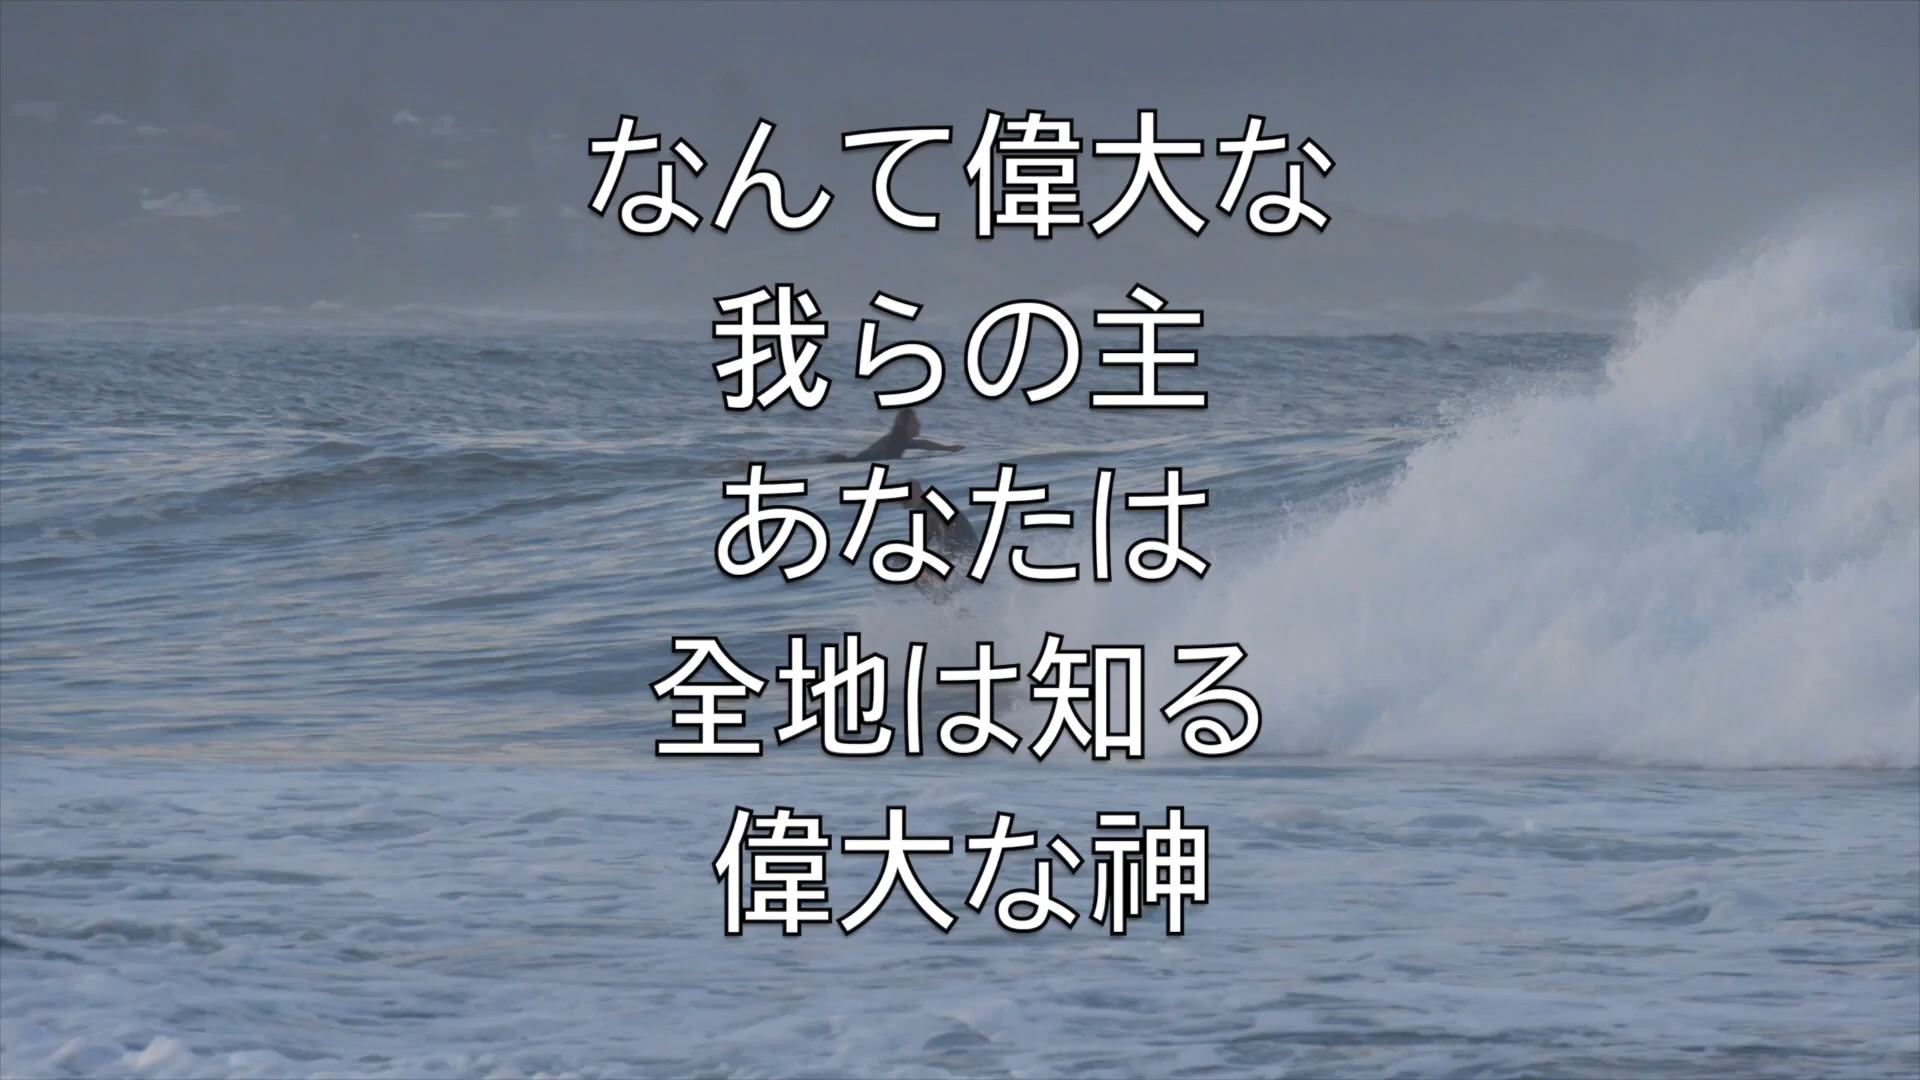 なんて偉大な
我らの主
あなたは
全地は知る
偉大な神